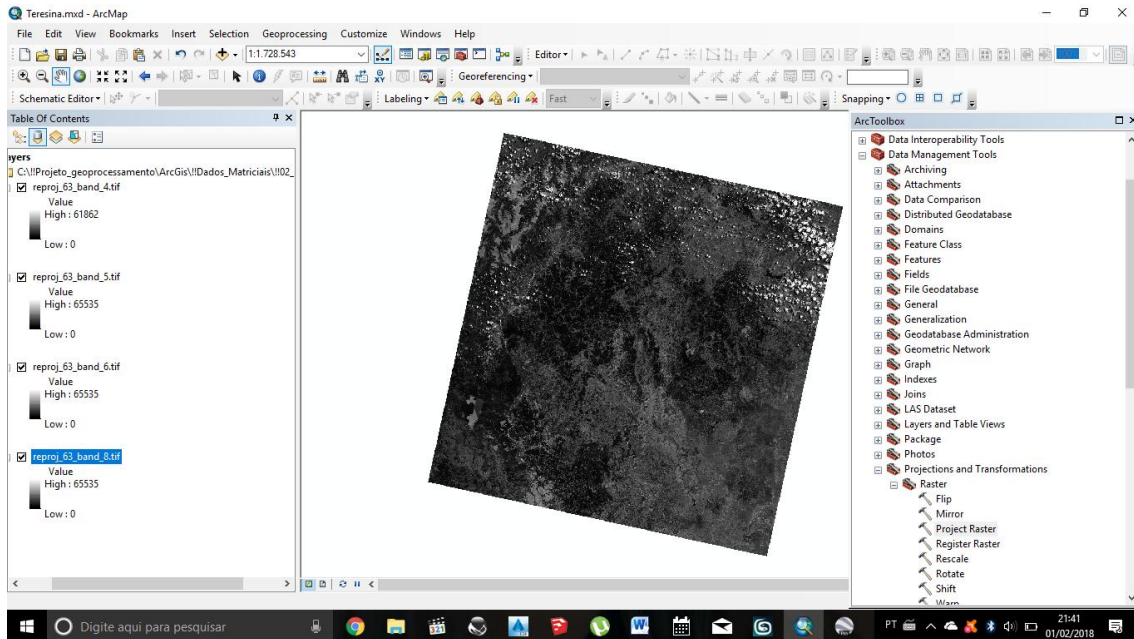 Teresina.mxd - ArcMap
File Edit View Bookmarks Insert Selection Geoprocessing Customize Windows Help
1:1.728.543
Editor
Georeferencing
Schematic Editor
Labeling
Fast
Snapping
Table Of Contents
ayers
C:\!!Projeto_geoprocessamento\ArcGis\!!Dados_Matriciais\!!02_
reproj_63_band_4.tif
Value
High : 61862
Low : 0
reproj_63_band_5.tif
Value
High : 65535
Low : 0
reproj_63_band_6.tif
Value
High : 65535
Low : 0
reproj_63_band_8.tif
Value
High : 65535
Low : 0
ArcToolbox
Data Interoperability Tools
Data Management Tools
Archiving
Attachments
Data Comparison
Distributed Geodatabase
Domains
Feature Class
Features
Fields
File Geodatabase
General
Generalization
Geodatabase Administration
Geometric Network
Graph
Indexes
Joins
LAS Dataset
Layers and Table Views
Package
Photos
Projections and Transformations
Raster
Flip
Mirror
Project Raster
Register Raster
Rescale
Rotate
Shift
Warp
Digite aqui para pesquisar
PT
21:41
01/02/2018